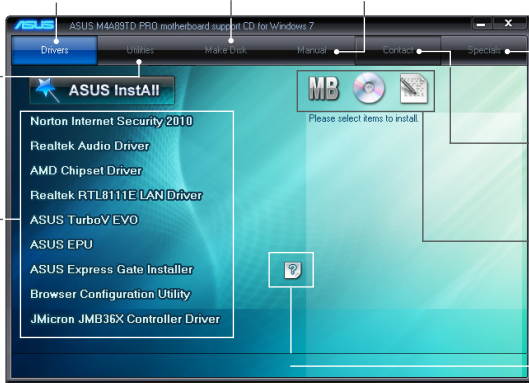 ASUS M4A89TD PRO motherboard support CD for Windows 7
Drivers Utilities Make Disk Manual Contact Specials
ASUS InstAll
MB
Please select items to install.
Norton Internet Security 2010
Realtek Audio Driver
AMD Chipset Driver
Realtek RTL8111E LAN Driver
ASUS TurboV EVO
ASUS EPU
ASUS Express Gate Installer
?
Browser Configuration Utility
JMicron JMB36X Controller Driver